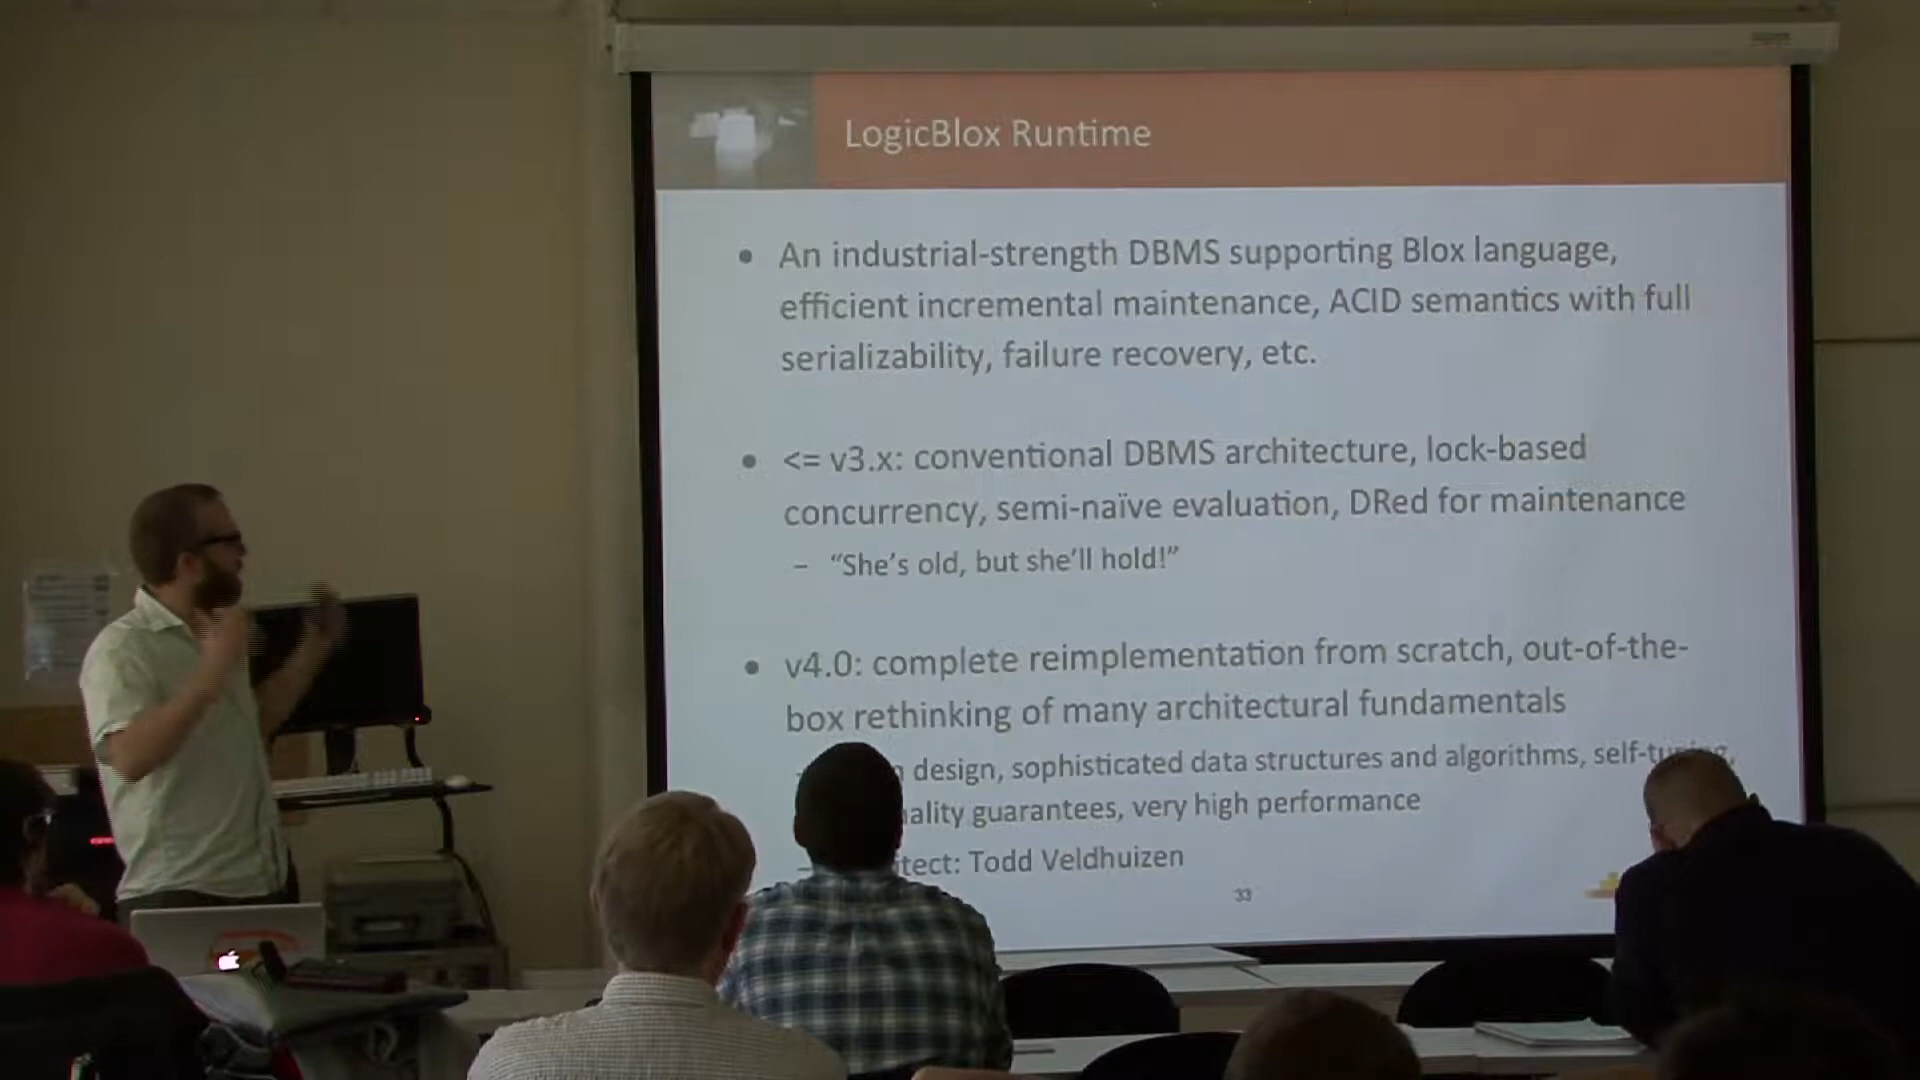 LogicBlox Runtime
• An industrial-strength DBMS supporting Blox language,
efficient incremental maintenance, ACID semantics with full
serializability, failure recovery, etc.
• <= v3.x: conventional DBMS architecture, lock-based
concurrency, semi-naïve evaluation, DRed for maintenance
– “She’s old, but she’ll hold!”
• v4.0: complete reimplementation from scratch, out-of-the-
box rethinking of many architectural fundamentals
design, sophisticated data structures and algorithms, self-tuning,
guarantees, very high performance
Todd Veldhuizen
33